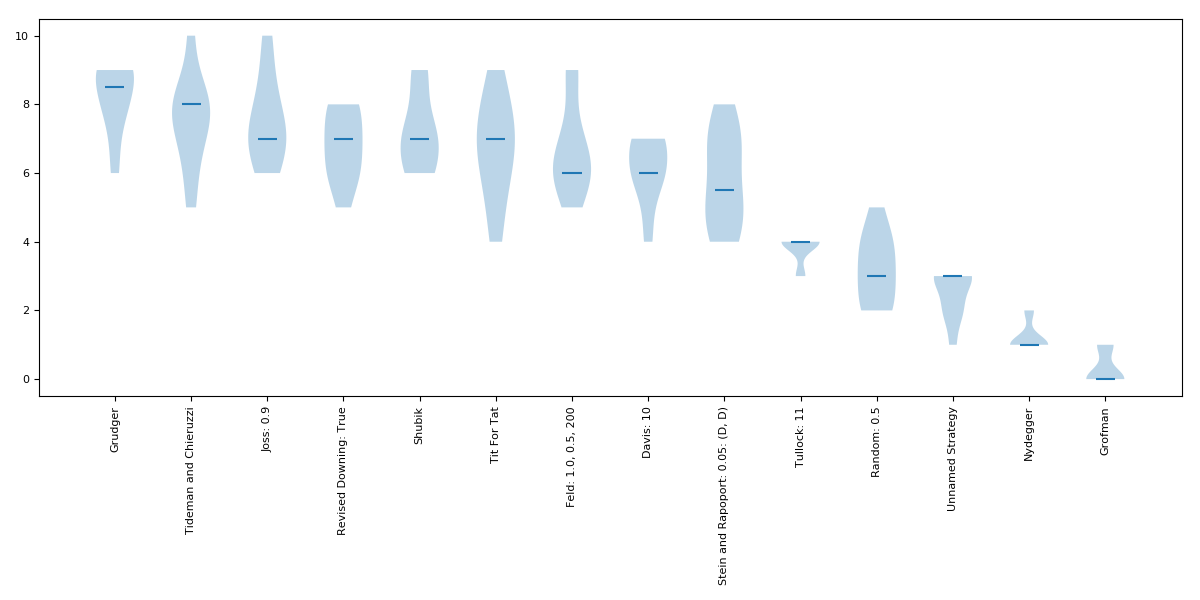 10
8
6
4
2
0
Grudger
Tideman and Chieruzzi
Joss: 0.9
Revised Downing: True
Shubik
Tit For Tat
Feld: 1.0, 0.5, 200
Davis: 10
Stein and Rapoport: 0.05: (D, D)
Tullock: 11
Random: 0.5
Unnamed Strategy
Nydegger
Grofman